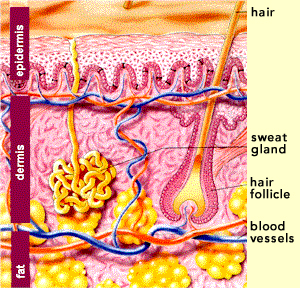 epidermis
dermis
fat
hair
sweat
gland
hair
follicle
blood
vessels